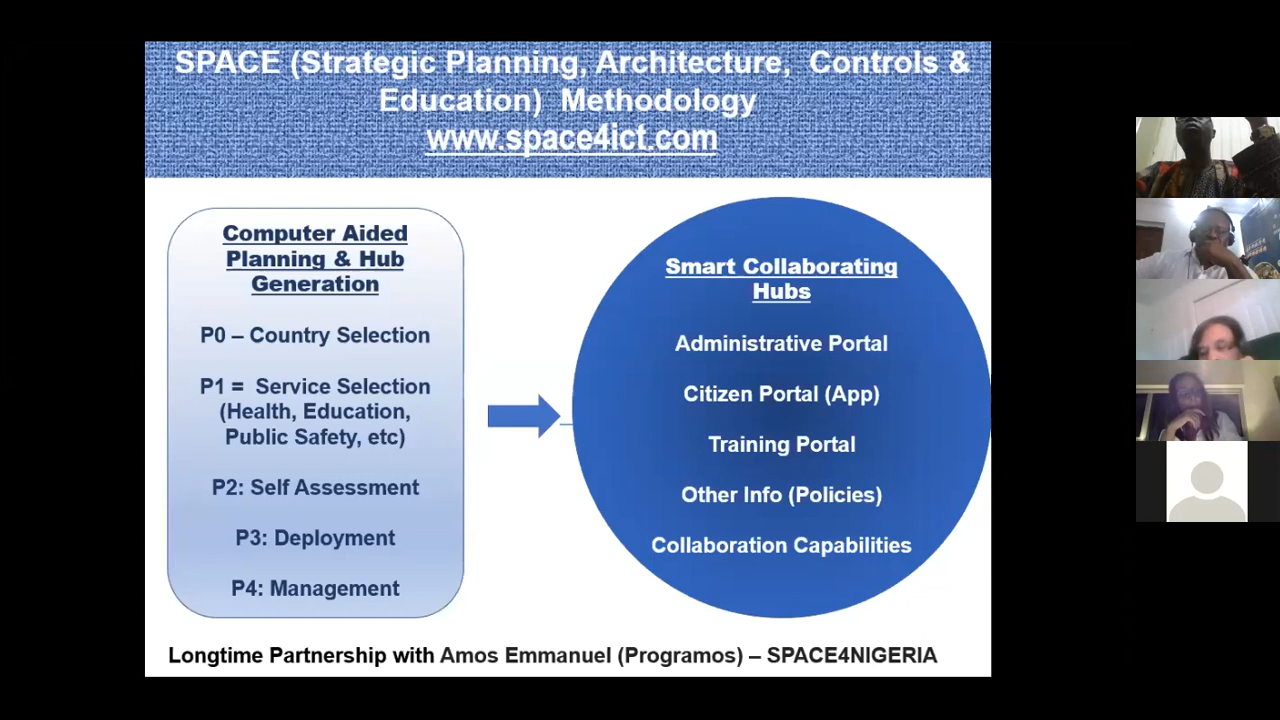 SPACE (Strategic Planning, Architecture, Controls &
Education) Methodology
www.space4ict.com
Computer Aided
Planning & Hub
Generation
P0 – Country Selection
P1 = Service Selection
(Health, Education,
Public Safety, etc)
P2: Self Assessment
P3: Deployment
P4: Management
Smart Collaborating
Hubs
Administrative Portal
Citizen Portal (App)
Training Portal
Other Info (Policies)
Collaboration Capabilities
Longtime Partnership with Amos Emmanuel (Programos) – SPACE4NIGERIA